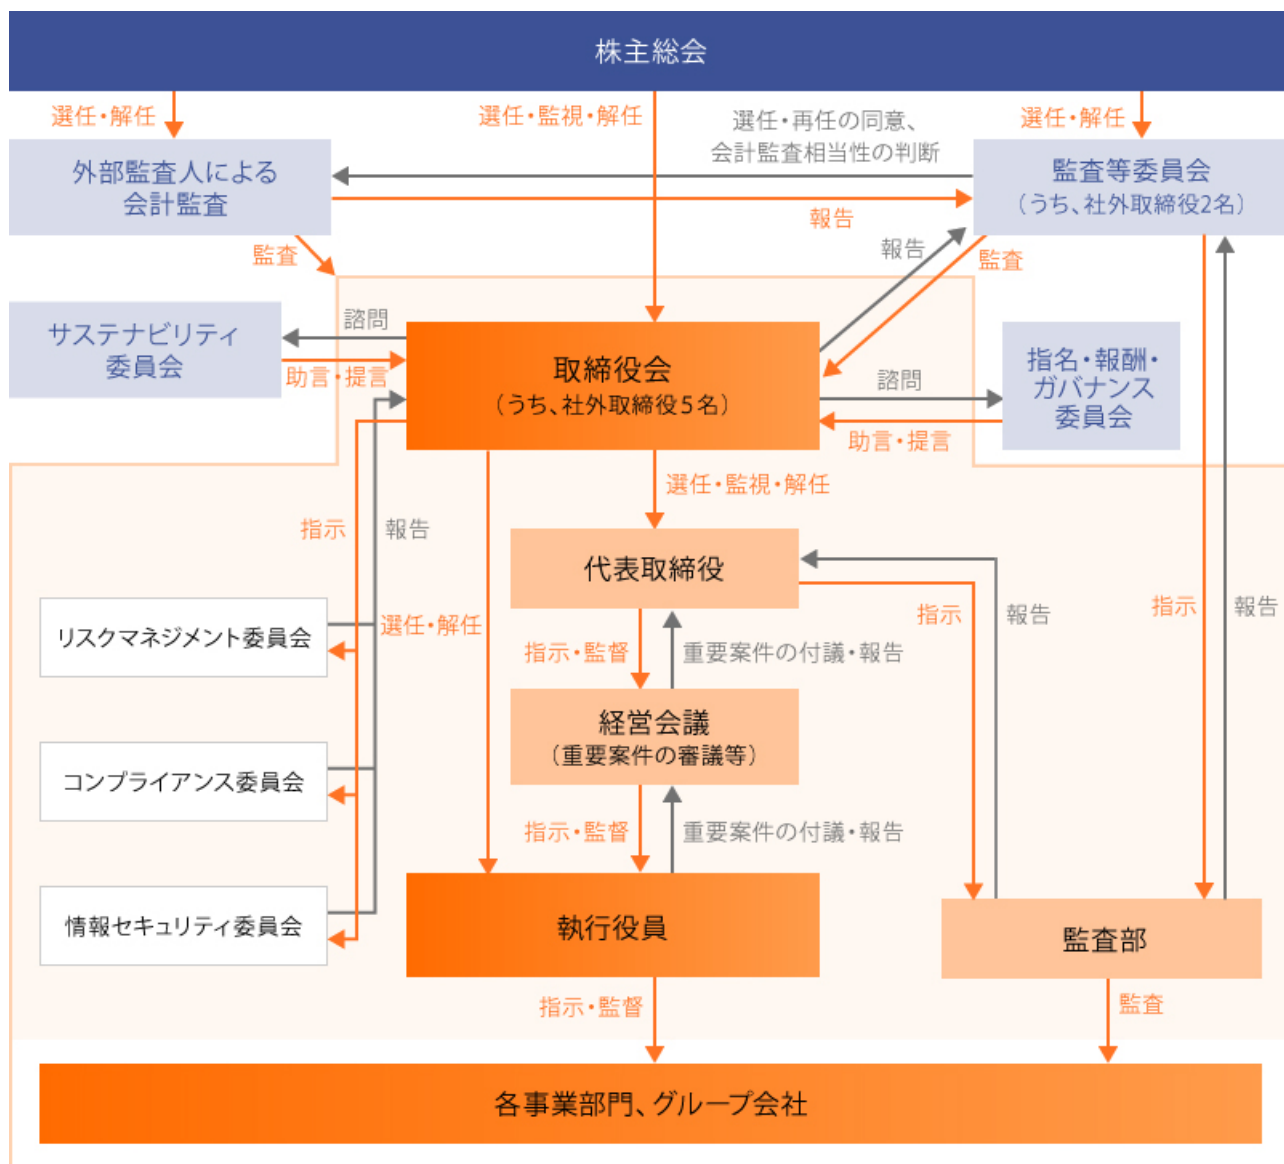 株主総会
選任・解任
選任・監視・解任
選任・再任の同意、
会計監査相当性の判断
選任・解任
外部監査人による
会計監査
監査等委員会
（うち、社外取締役2名）
報告
監査
報告
監査
サステナビリティ
委員会
諮問
助言・提言
取締役会
（うち、社外取締役５名）
諮問
助言・提言
指名・報酬・
ガバナンス
委員会
選任・監視・解任
指示
報告
代表取締役
リスクマネジメント委員会
選任・解任
指示・監督
重要案件の付議・報告
指示
報告
指示
報告
経営会議
（重要案件の審議等）
コンプライアンス委員会
指示・監督
重要案件の付議・報告
情報セキュリティ委員会
執行役員
監査部
指示・監督
監査
各事業部門、グループ会社